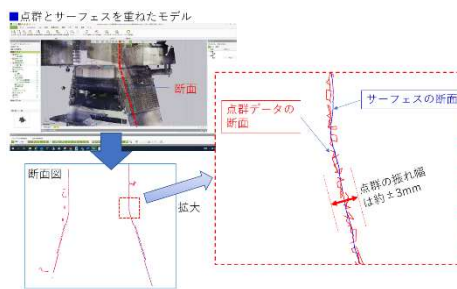 ■点群とサーフェスを重ねたモデル
断面
サーフェスの断面
点群データの
断面
断面図
拡大
点群の振れ幅
は約±3mm